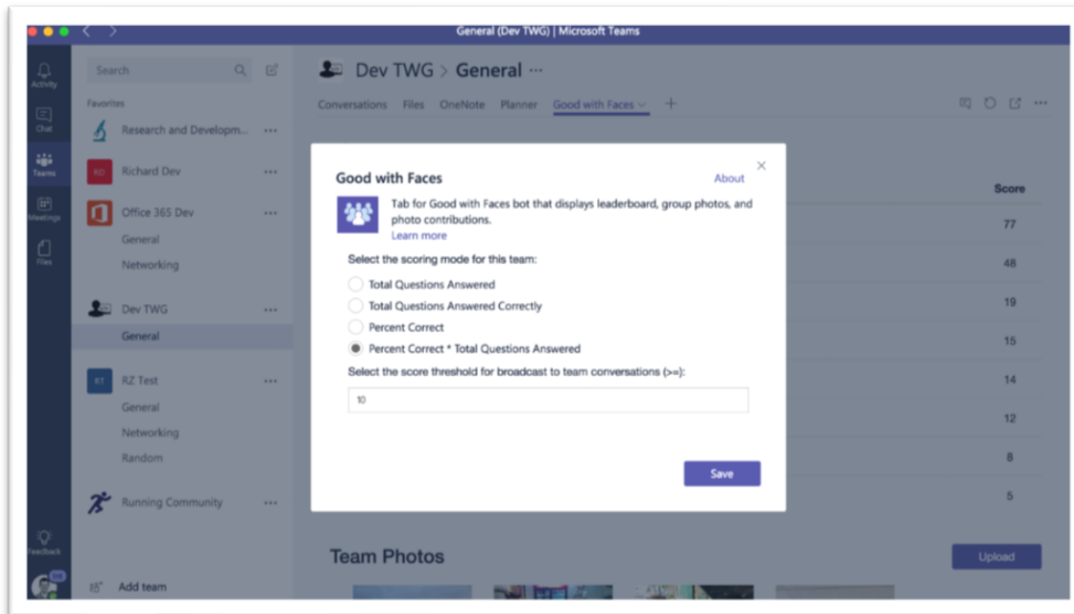 General (Dev TWG) | Microsoft Teams
Activity
Chat
Teams
Meetings
Files
Feedback
Search
Favorites
Research and Developm...
RD
Richard Dev
Office 365 Dev
General
Networking
Dev TWG
General
RT
RZ Test
General
Networking
Random
Running Community
Add team
Dev TWG > General
Conversations Files OneNote Planner Good with Faces
Good with Faces
About
Tab for Good with Faces bot that displays leaderboard, group photos, and
photo contributions.
Learn more
Select the scoring mode for this team:
Total Questions Answered
Total Questions Answered Correctly
Percent Correct
Percent Correct * Total Questions Answered
Select the score threshold for broadcast to team conversations (>=):
10
Save
Score
77
48
19
15
14
12
8
5
Team Photos
Upload